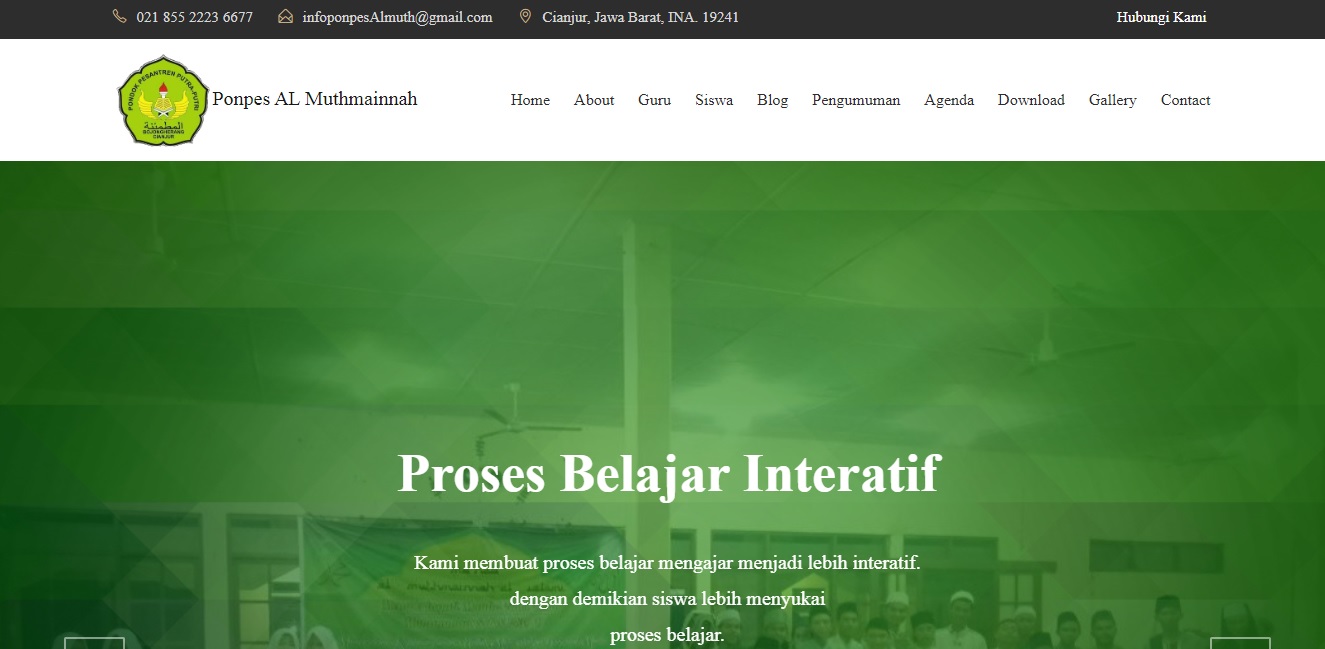 021 855 2223 6677 infoponpesAlmuth@gmail.com Cianjur, Jawa Barat, INA. 19241 Hubungi Kami
PONDOK PESANTREN PUTRA-PUTRI
المطمئنة
BOJONGHERANG
CIANJUR
Ponpes AL Muthmainnah
Home About Guru Siswa Blog Pengumuman Agenda Download Gallery Contact
Proses Belajar Interatif
Kami membuat proses belajar mengajar menjadi lebih interatif.
dengan demikian siswa lebih menyukai
proses belajar.